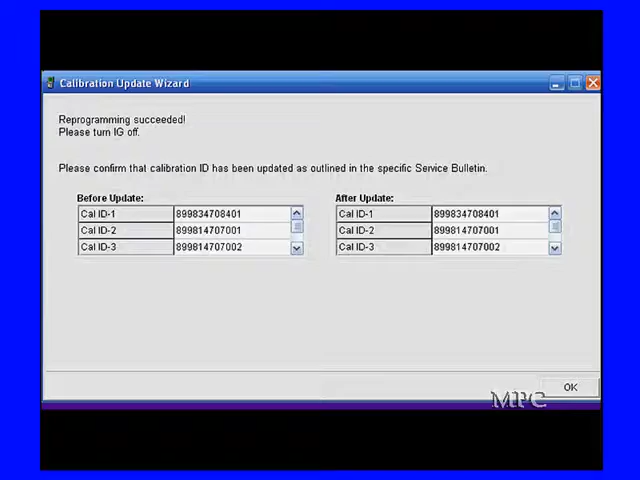 Calibration Update Wizard
Reprogramming succeeded!
Please turn IG off.
Please confirm that calibration ID has been updated as outlined in the specific Service Bulletin.
Before Update:
Cal ID-1 899834708401
Cal ID-2 899814707001
Cal ID-3 899814707002
After Update:
Cal ID-1 899834708401
Cal ID-2 899814707001
Cal ID-3 899814707002
OK
MPC